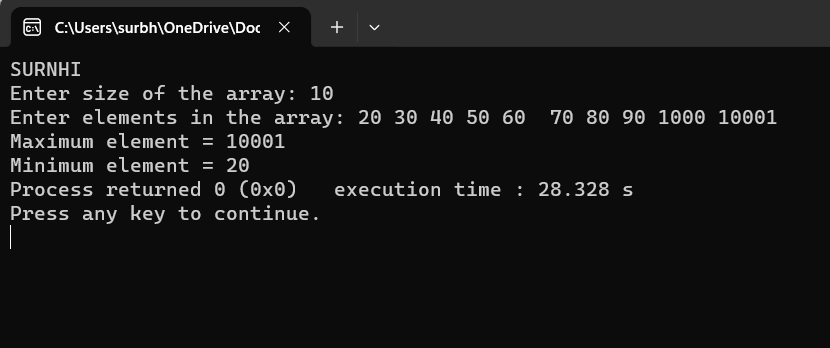 C:\Users\surbh\OneDrive\Doc
SURNHI
Enter size of the array: 10
Enter elements in the array: 20 30 40 50 60  70 80 90 1000 10001
Maximum element = 10001
Minimum element = 20
Process returned 0 (0x0)   execution time : 28.328 s
Press any key to continue.